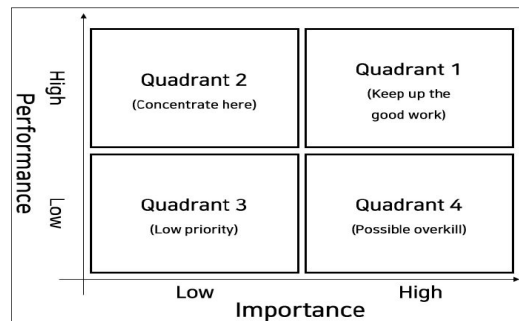 Performance
High
Low
Quadrant 2
(Concentrate here)
Quadrant 1
(Keep up the
good work)
Quadrant 3
(Low priority)
Quadrant 4
(Possible overkill)
Low
High
Importance